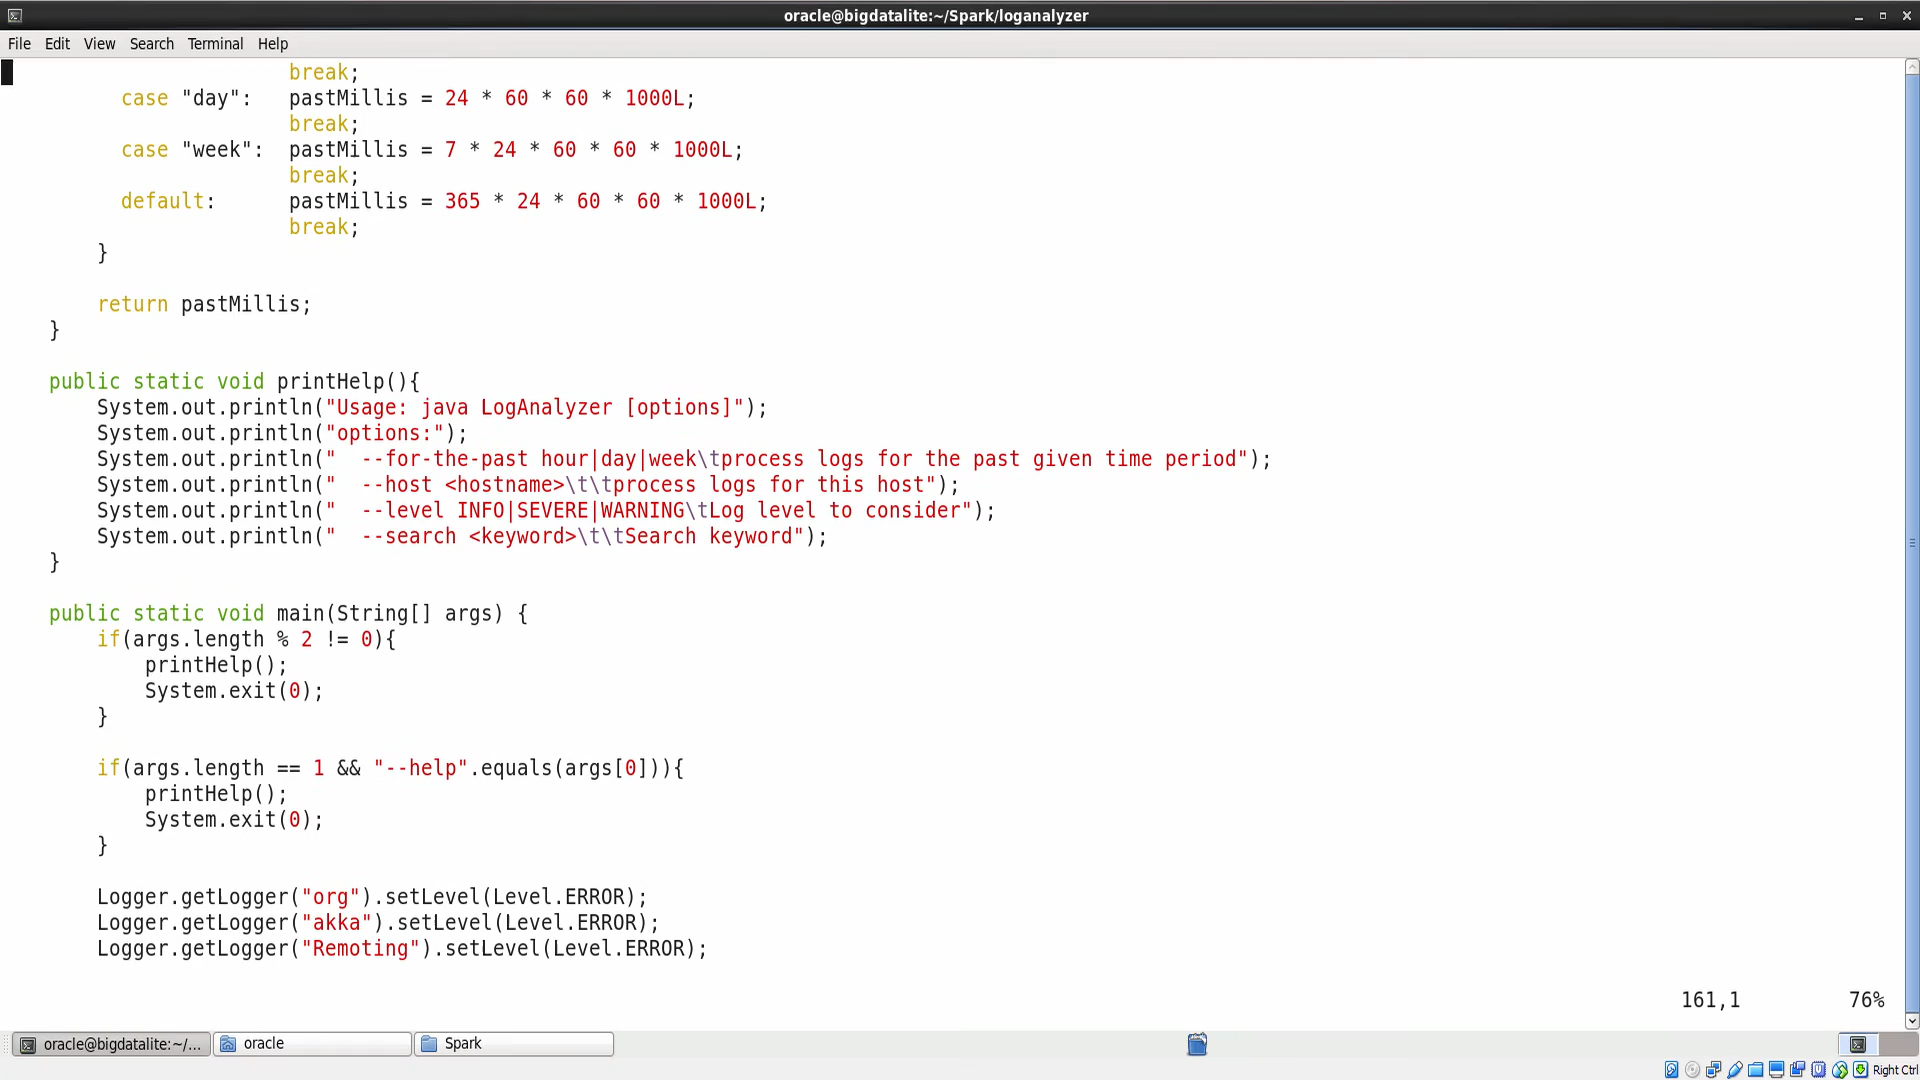 oracle@bigdatalite:~/Spark/loganalyzer
File Edit View Search Terminal Help
                        break;
          case "day":   pastMillis = 24 * 60 * 60 * 1000L;
                        break;
          case "week":  pastMillis = 7 * 24 * 60 * 60 * 1000L;
                        break;
          default:      pastMillis = 365 * 24 * 60 * 60 * 1000L;
                        break;
        }
        return pastMillis;
    }
    public static void printHelp(){
        System.out.println("Usage: java LogAnalyzer [options]");
        System.out.println("options:");
        System.out.println("  --for-the-past hour|day|week\tprocess logs for the past given time period");
        System.out.println("  --host <hostname>\t\tprocess logs for this host");
        System.out.println("  --level INFO|SEVERE|WARNING\tLog level to consider");
        System.out.println("  --search <keyword>\t\tSearch keyword");
    }
    public static void main(String[] args) {
        if(args.length % 2 != 0){
            printHelp();
            System.exit(0);
        }
        if(args.length == 1 && "--help".equals(args[0])){
            printHelp();
            System.exit(0);
        }
        Logger.getLogger("org").setLevel(Level.ERROR);
        Logger.getLogger("akka").setLevel(Level.ERROR);
        Logger.getLogger("Remoting").setLevel(Level.ERROR);
161,1 76%
oracle@bigdatalite:~/... oracle Spark
Right Ctrl